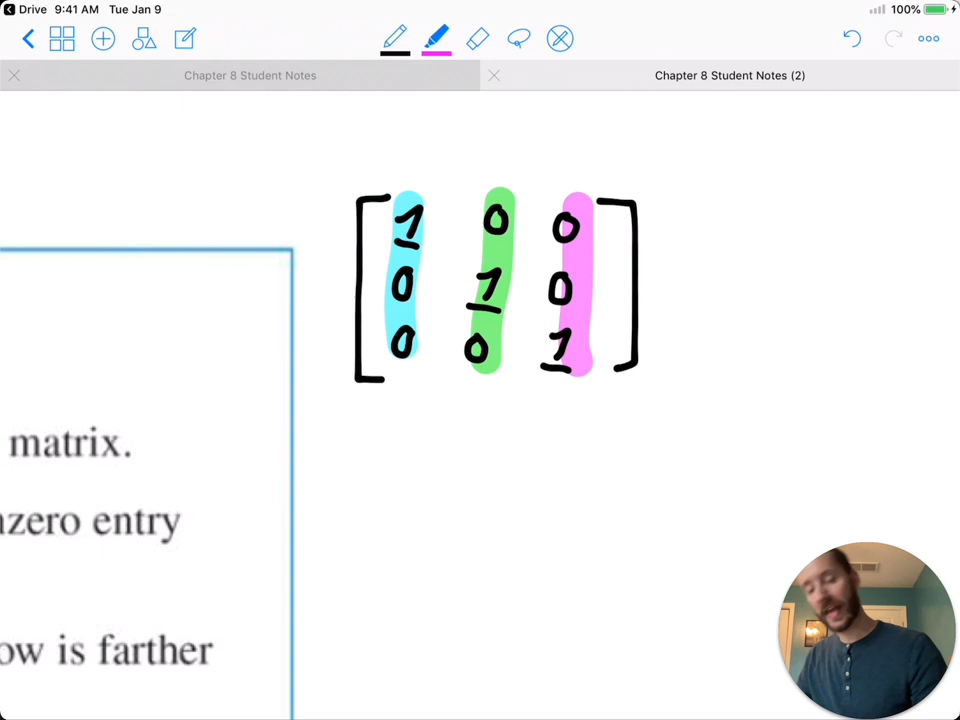 Drive 9:41 AM Tue Jan 9 100%
Chapter 8 Student Notes
Chapter 8 Student Notes (2)
[1 0 0
0 1 0
0 0 1]
matrix.
nzero entry
ow is farther